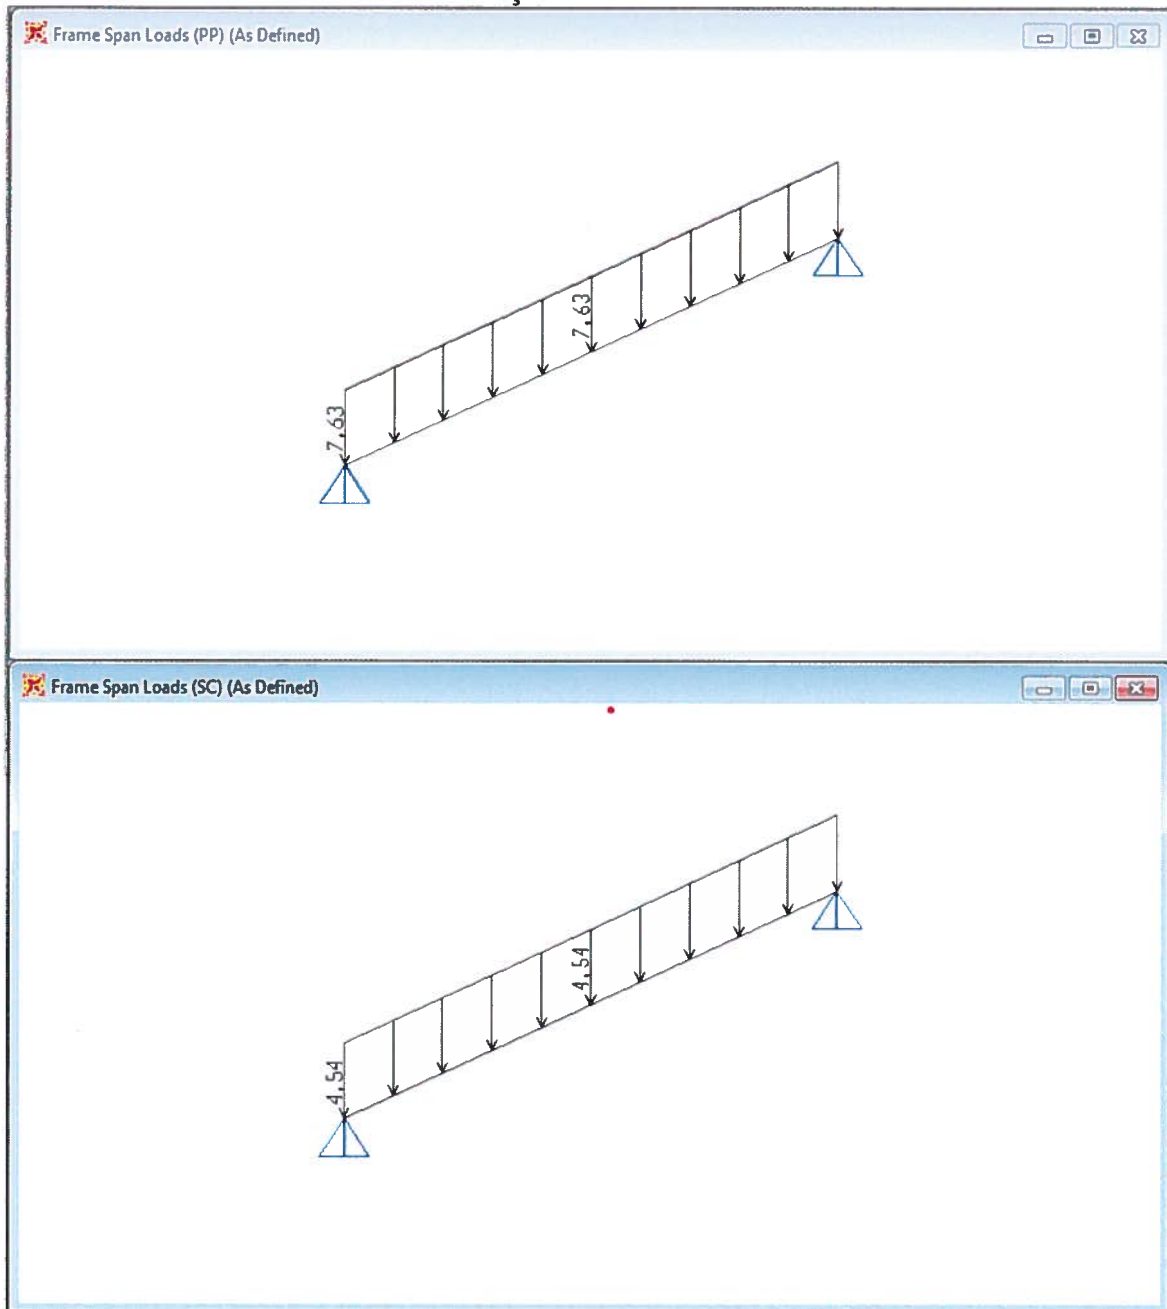 Frame Span Loads (PP) (As Defined)
7,63
7,63
Frame Span Loads (SC) (As Defined)
4,54
4,54